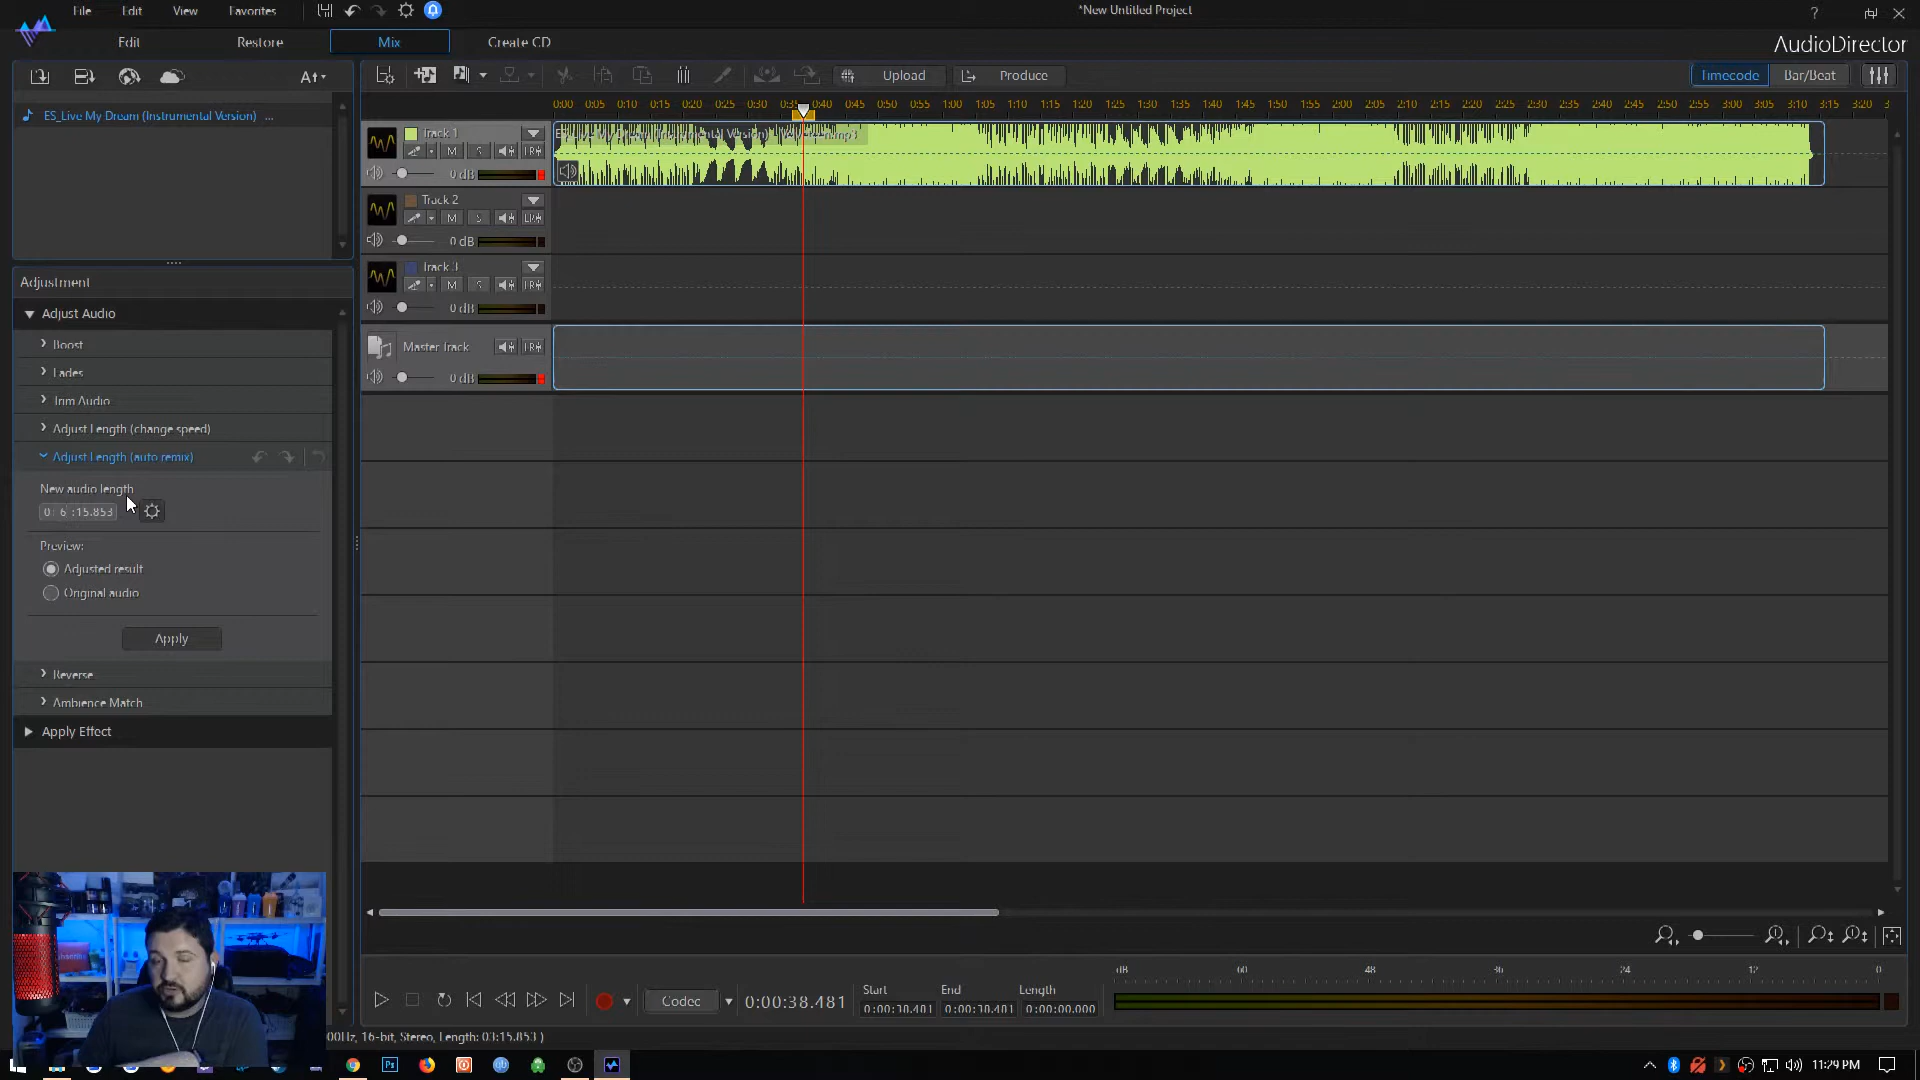 File Edit View Favorites
*New Untitled Project
Edit Restore Mix Create CD
AudioDirector
Upload Produce
Timecode Bar/Beat
ES_Live My Dream (Instrumental Version) ...
0:00 0:05 0:10 0:15 0:20 0:25 0:30 0:35 0:40 0:45 0:50 0:55 1:00 1:05 1:10 1:15 1:20 1:25 1:30 1:35 1:40 1:45 1:50 1:55 2:00 2:05 2:10 2:15 2:20 2:25 2:30 2:35 2:40 2:45 2:50 2:55 3:00 3:05 3:10 3:15 3:20 3
Track 1
M S
0 dB
Track 2
M S
0 dB
Track 3
M S
0 dB
Master Track
0 dB
Adjustment
Adjust Audio
Boost
Fades
Trim Audio
Adjust Length (change speed)
Adjust Length (auto remix)
New audio length
0: 6 :15.853
Preview:
Adjusted result
Original audio
Apply
Reverse
Ambience Match
Apply Effect
dB 60 48 36 24 12 0
Codec
0:00:38.481
Start End Length
0:00:38.481 0:00:38.481 0:00:00.000
00Hz, 16-bit, Stereo, Length: 03:15.853 )
11:29 PM